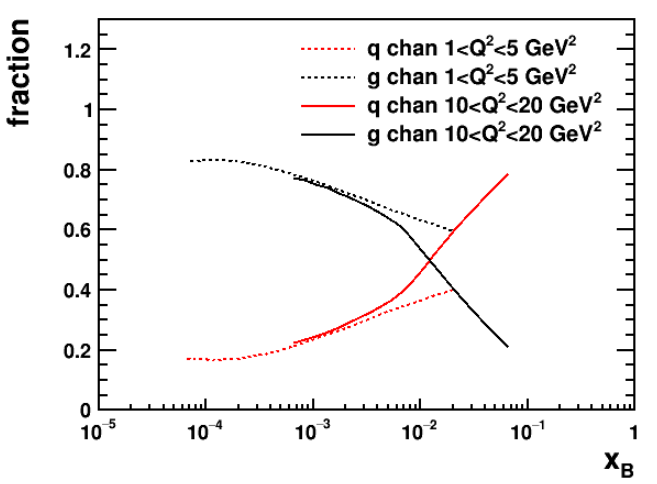 fraction
1.2
1
0.8
0.6
0.4
0.2
0
q chan 1<Q²<5 GeV²
g chan 1<Q²<5 GeV²
q chan 10<Q²<20 GeV²
g chan 10<Q²<20 GeV²
10⁻⁵ 10⁻⁴ 10⁻³ 10⁻² 10⁻¹ 1
x_B